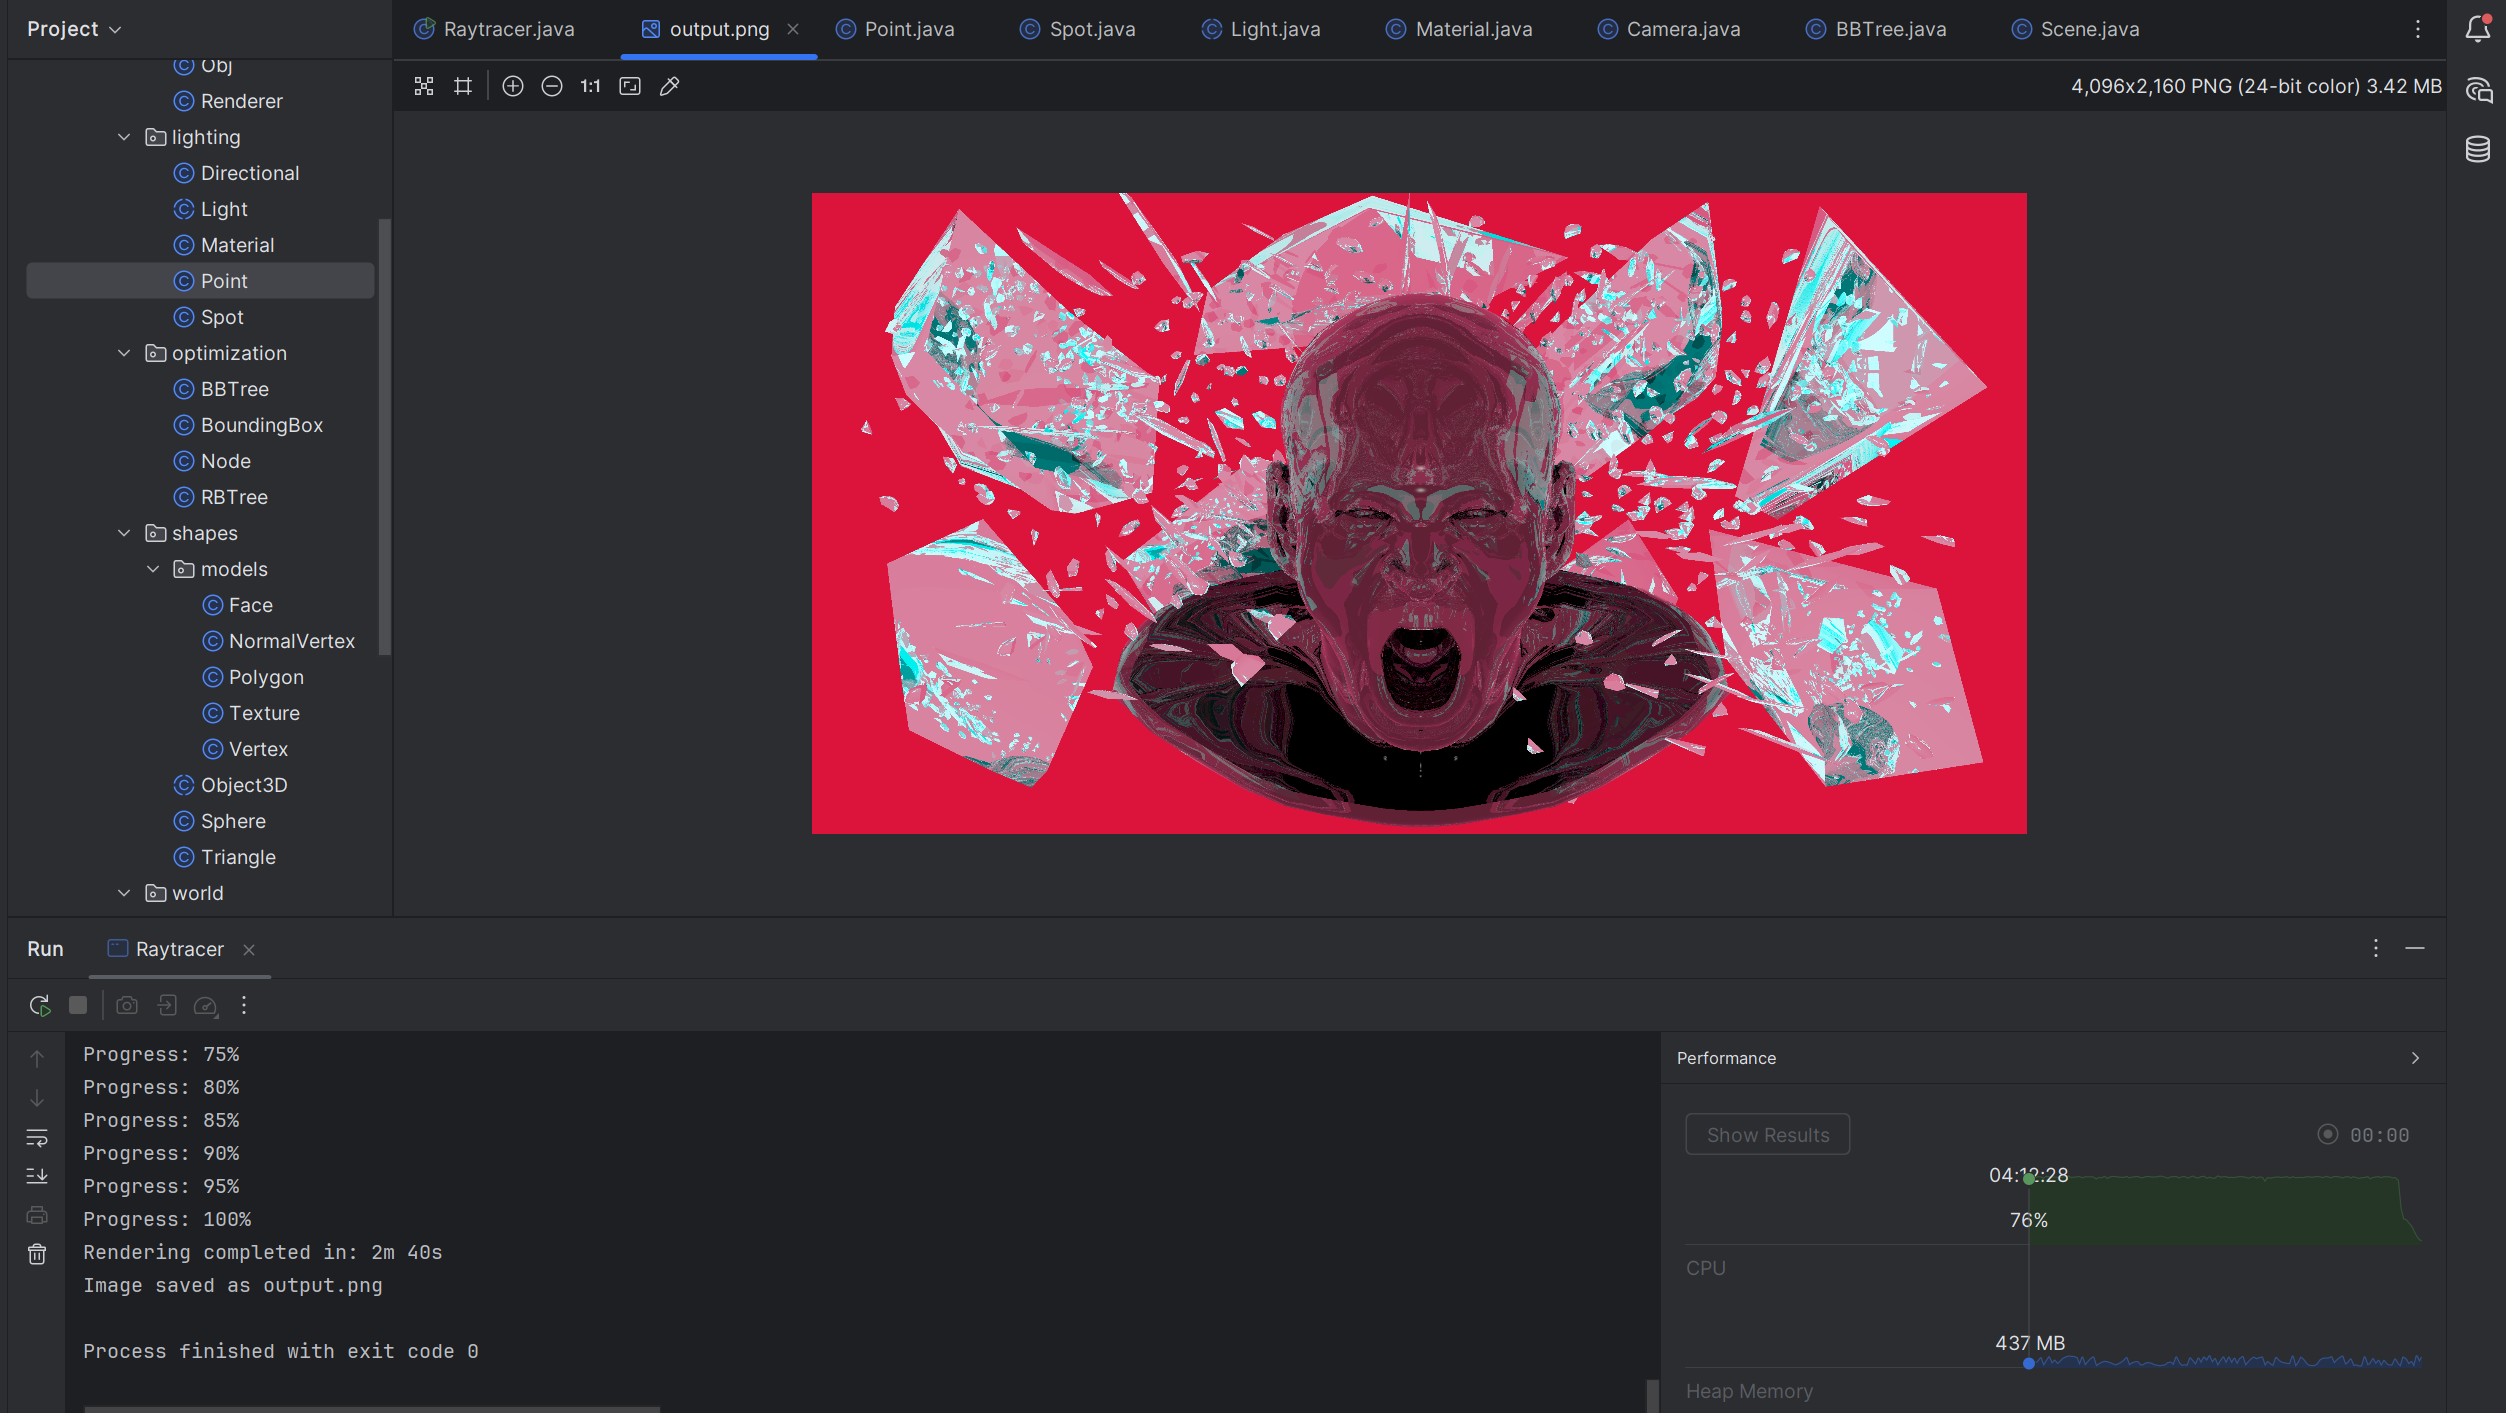 Project
Raytracer.java
output.png
Point.java
Spot.java
Light.java
Material.java
Camera.java
BBTree.java
Scene.java
1:1
4,096x2,160 PNG (24-bit color) 3.42 MB
Obj
Renderer
lighting
Directional
Light
Material
Point
Spot
optimization
BBTree
BoundingBox
Node
RBTree
shapes
models
Face
NormalVertex
Polygon
Texture
Vertex
Object3D
Sphere
Triangle
world
Run
Raytracer
Progress: 75%
Progress: 80%
Progress: 85%
Progress: 90%
Progress: 95%
Progress: 100%
Rendering completed in: 2m 40s
Image saved as output.png
Process finished with exit code 0
Performance
Show Results
00:00
04:12:28
76%
CPU
437 MB
Heap Memory